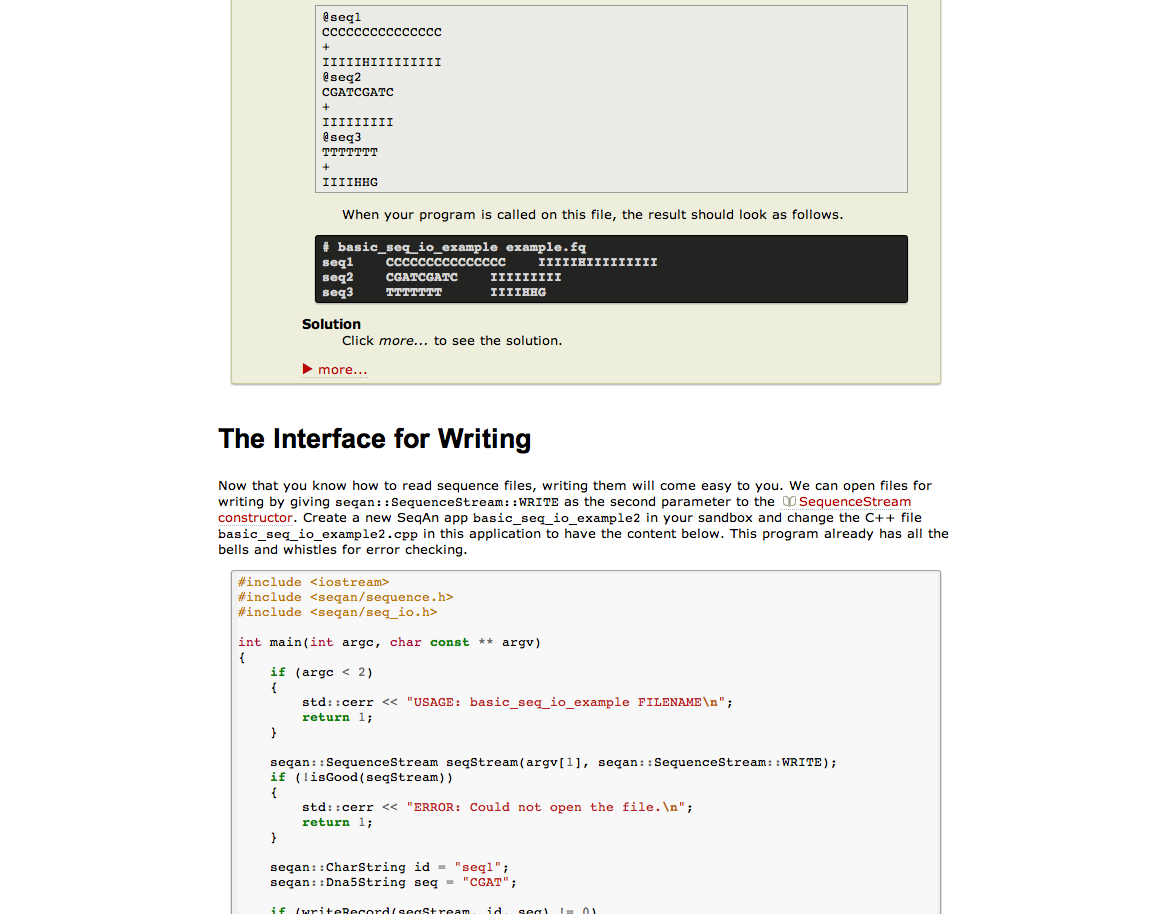 @seq1
CCCCCCCCCCCCCCC
+
IIIIIHIIIIIIIII
@seq2
CGATCGATC
+
IIIIIIIII
@seq3
TTTTTTT
+
IIIIHHG
When your program is called on this file, the result should look as follows.
# basic_seq_io_example example.fq
seq1    CCCCCCCCCCCCCCC    IIIIIHIIIIIIIII
seq2    CGATCGATC    IIIIIIIII
seq3    TTTTTTT      IIIIHHG
Solution
Click more... to see the solution.
more...
The Interface for Writing
Now that you know how to read sequence files, writing them will come easy to you. We can open files for
writing by giving seqan::SequenceStream::WRITE as the second parameter to the SequenceStream
constructor. Create a new SeqAn app basic_seq_io_example2 in your sandbox and change the C++ file
basic_seq_io_example2.cpp in this application to have the content below. This program already has all the
bells and whistles for error checking.
#include <iostream>
#include <seqan/sequence.h>
#include <seqan/seq_io.h>
int main(int argc, char const ** argv)
{
    if (argc < 2)
    {
        std::cerr << "USAGE: basic_seq_io_example FILENAME\n";
        return 1;
    }
    seqan::SequenceStream seqStream(argv[1], seqan::SequenceStream::WRITE);
    if (!isGood(seqStream))
    {
        std::cerr << "ERROR: Could not open the file.\n";
        return 1;
    }
    seqan::CharString id = "seq1";
    seqan::Dna5String seq = "CGAT";
    if (writeRecord(seqStream, id, seq) != 0)